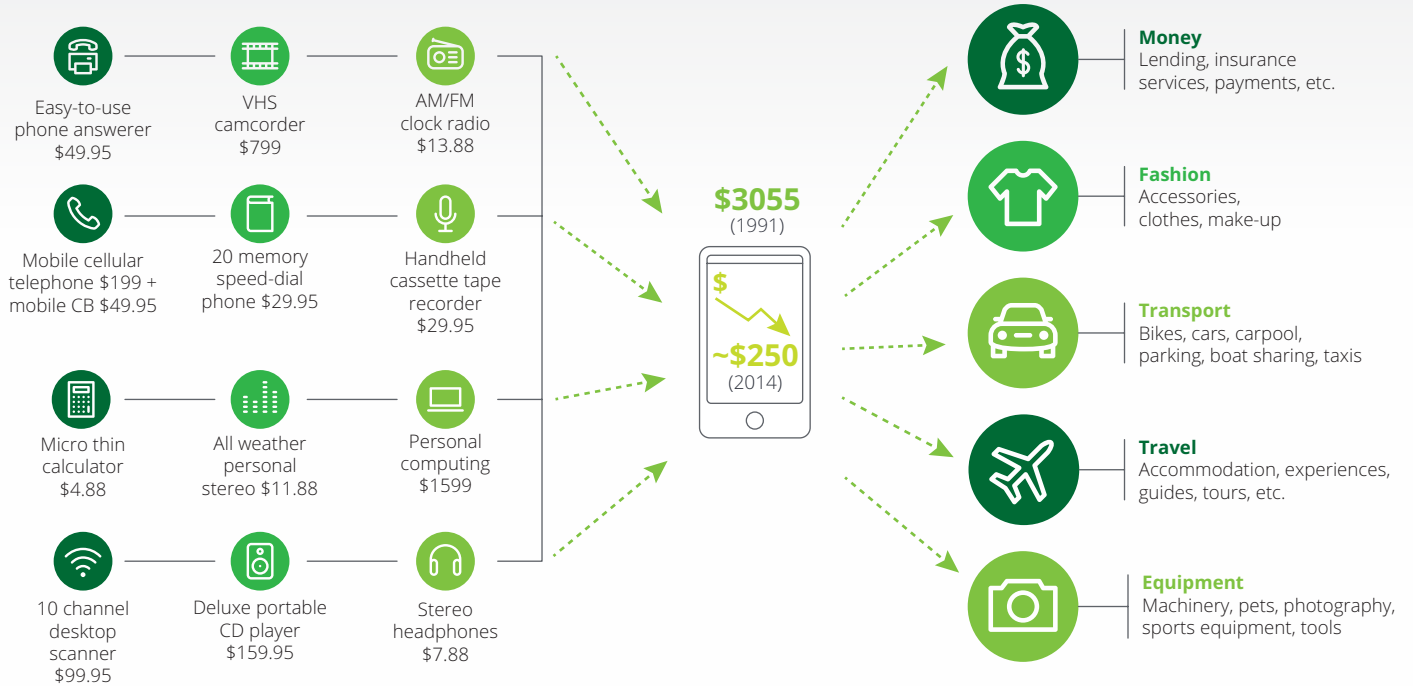 Easy-to-use
phone answerer
$49.95
VHS
camcorder
$799
AM/FM
clock radio
$13.88
Mobile cellular
telephone $199 +
mobile CB $49.95
20 memory
speed-dial
phone $29.95
Handheld
cassette tape
recorder
$29.95
Micro thin
calculator
$4.88
All weather
personal
stereo $11.88
Personal
computing
$1599
10 channel
desktop
scanner
$99.95
Deluxe portable
CD player
$159.95
Stereo
headphones
$7.88
$3055
(1991)
$
~$250
(2014)
$
Money
Lending, insurance
services, payments, etc.
Fashion
Accessories,
clothes, make-up
Transport
Bikes, cars, carpool,
parking, boat sharing, taxis
Travel
Accommodation, experiences,
guides, tours, etc.
Equipment
Machinery, pets, photography,
sports equipment, tools